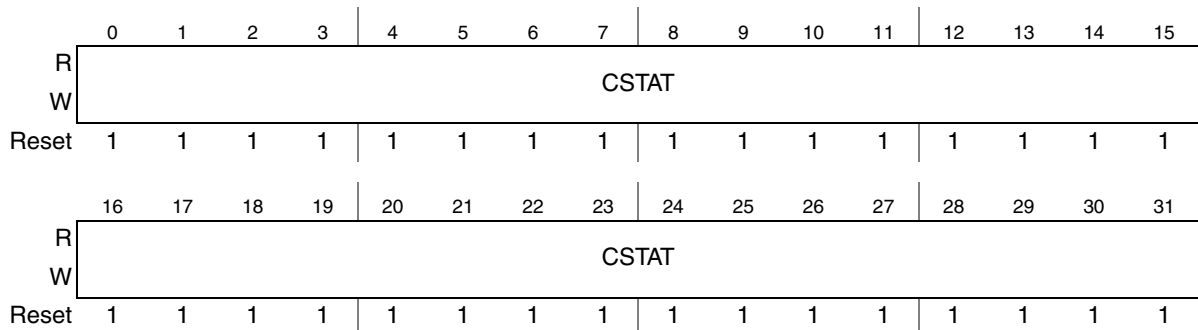 0 1 2 3 4 5 6 7 8 9 10 11 12 13 14 15
R
CSTAT
W
Reset 1 1 1 1 1 1 1 1 1 1 1 1 1 1 1 1
16 17 18 19 20 21 22 23 24 25 26 27 28 29 30 31
R
CSTAT
W
Reset 1 1 1 1 1 1 1 1 1 1 1 1 1 1 1 1